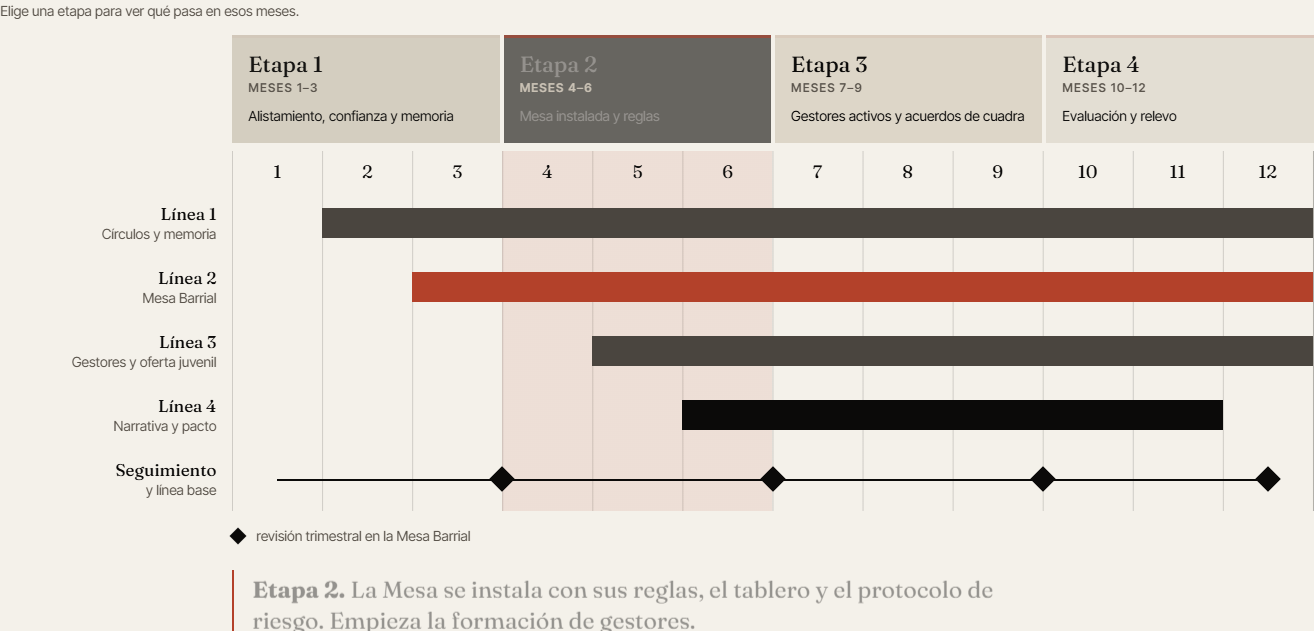 Elige una etapa para ver qué pasa en esos meses.
Etapa 1
MESES 1–3
Alistamiento, confianza y memoria
Etapa 2
MESES 4–6
Mesa instalada y reglas
Etapa 3
MESES 7–9
Gestores activos y acuerdos de cuadra
Etapa 4
MESES 10–12
Evaluación y relevo
1 2 3 4 5 6 7 8 9 10 11 12
Línea 1
Círculos y memoria
Línea 2
Mesa Barrial
Línea 3
Gestores y oferta juvenil
Línea 4
Narrativa y pacto
Seguimiento
y línea base
revisión trimestral en la Mesa Barrial
Etapa 2. La Mesa se instala con sus reglas, el tablero y el protocolo de
riesgo. Empieza la formación de gestores.